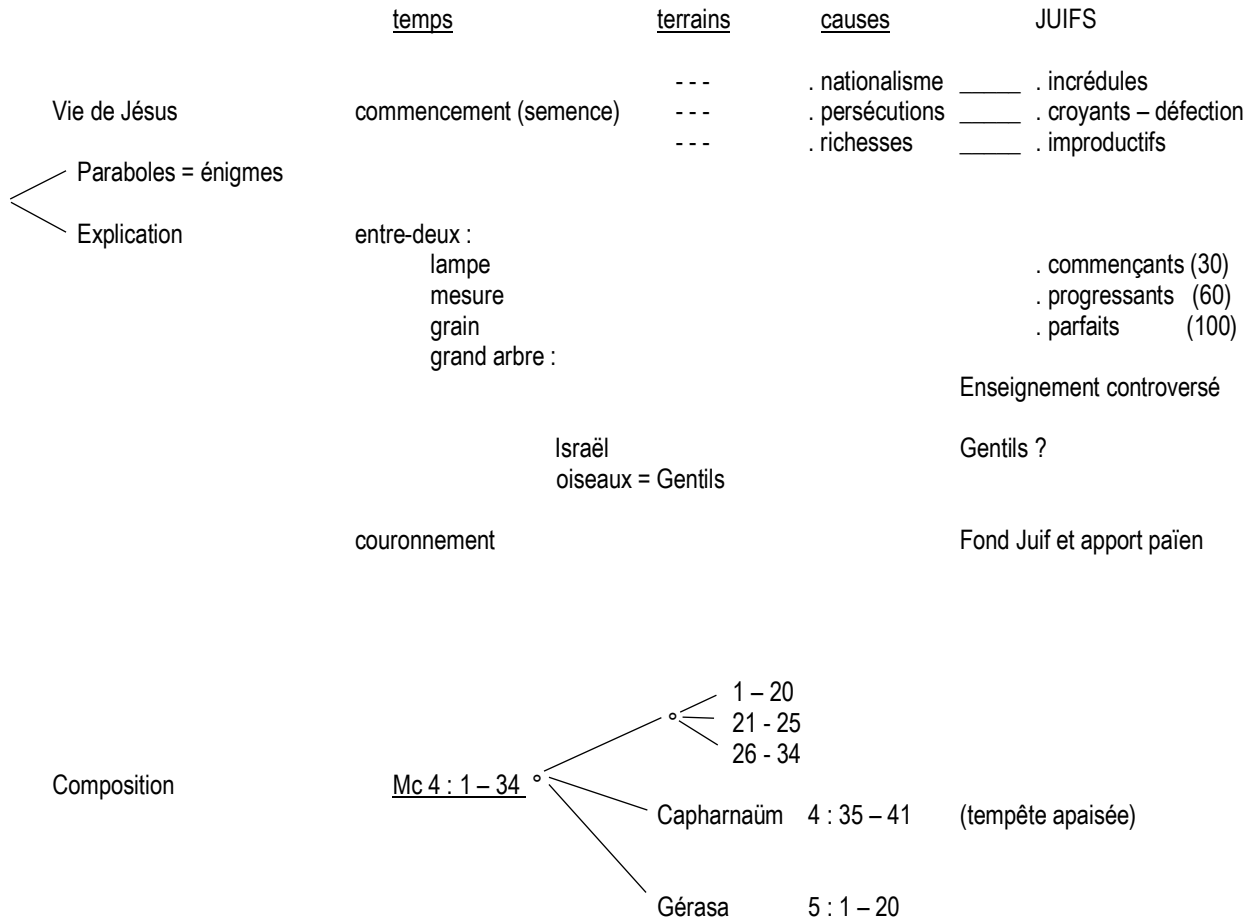 temps terrains causes JUIFS
- - - . nationalisme _____ . incrédules
Vie de Jésus commencement (semence) - - - . persécutions _____ . croyants – défection
- - - . richesses _____ . improductifs
Paraboles = énigmes
Explication entre-deux :
lampe . commençants (30)
mesure . progressants (60)
grain . parfaits (100)
grand arbre :
Enseignement controversé
Israël Gentils ?
oiseaux = Gentils
couronnement Fond Juif et apport païen
1 – 20
° 21 - 25
26 - 34
Composition Mc 4 : 1 – 34 °
Capharnaüm 4 : 35 – 41 (tempête apaisée)
Gérasa 5 : 1 – 20